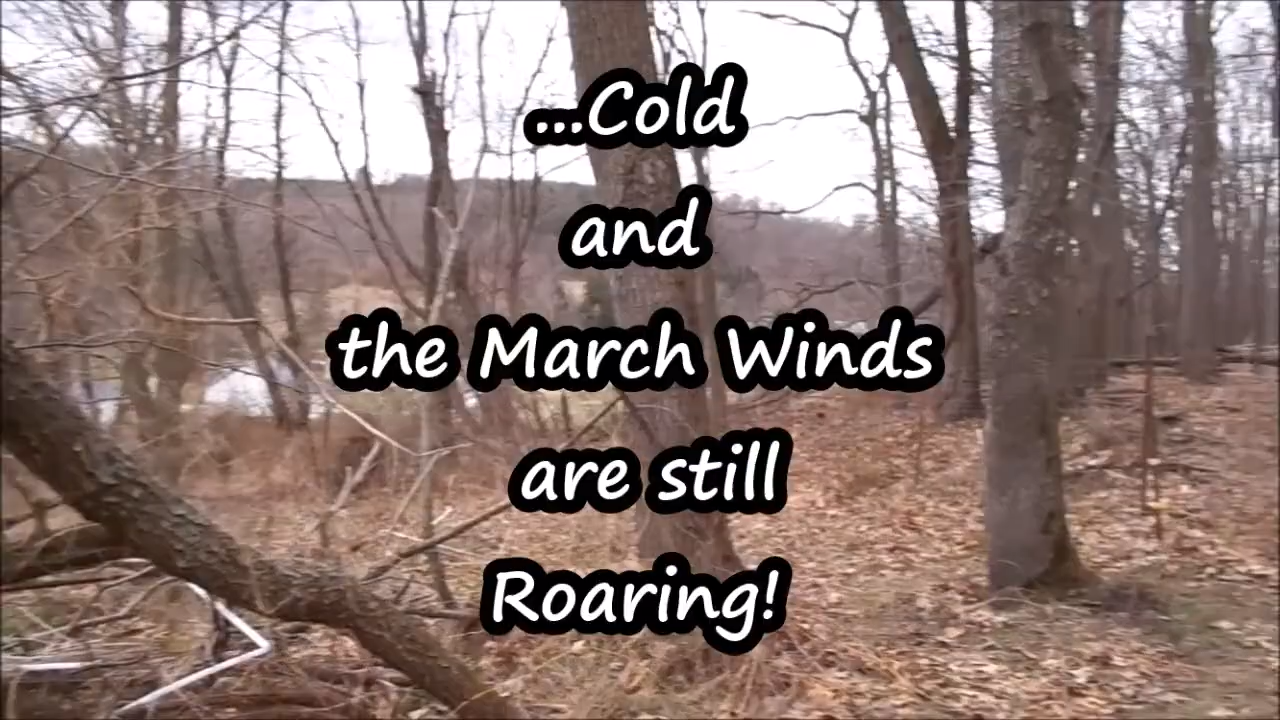 ...Cold
and
the March Winds
are still
Roaring!